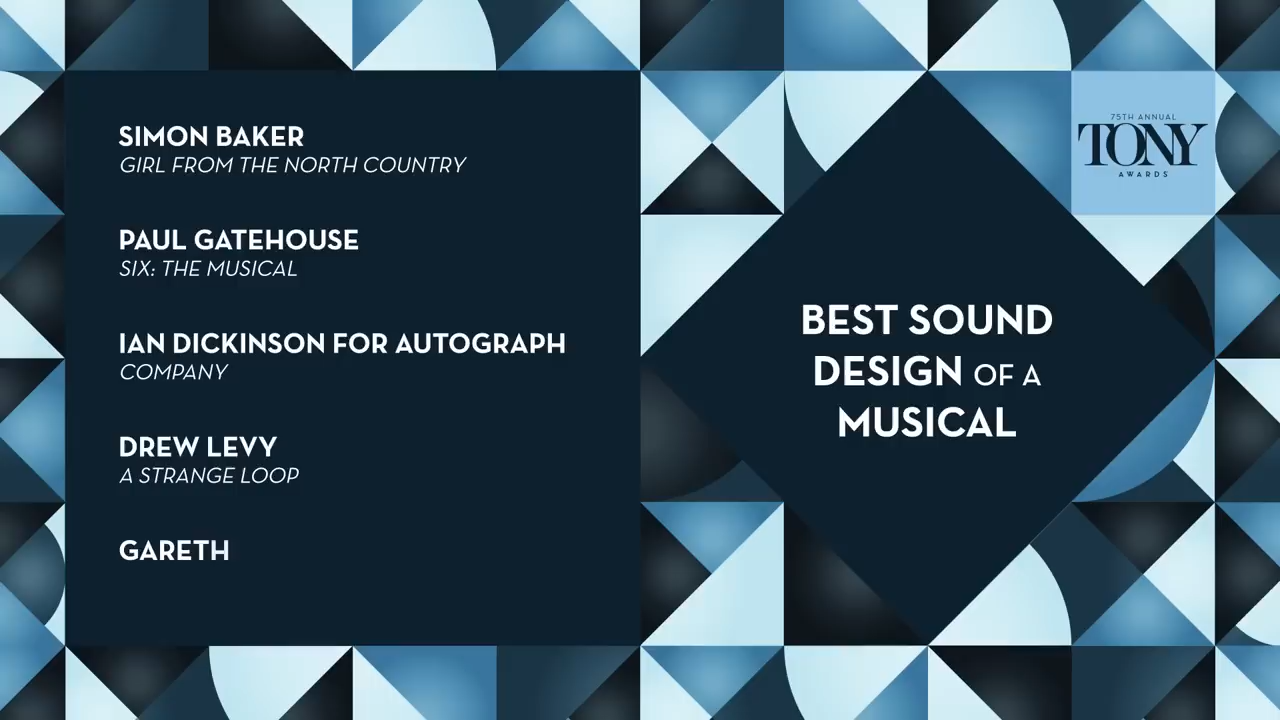 SIMON BAKER
GIRL FROM THE NORTH COUNTRY
PAUL GATEHOUSE
SIX: THE MUSICAL
IAN DICKINSON FOR AUTOGRAPH
COMPANY
DREW LEVY
A STRANGE LOOP
GARETH
75TH ANNUAL
TONY
AWARDS
BEST SOUND
DESIGN OF A
MUSICAL